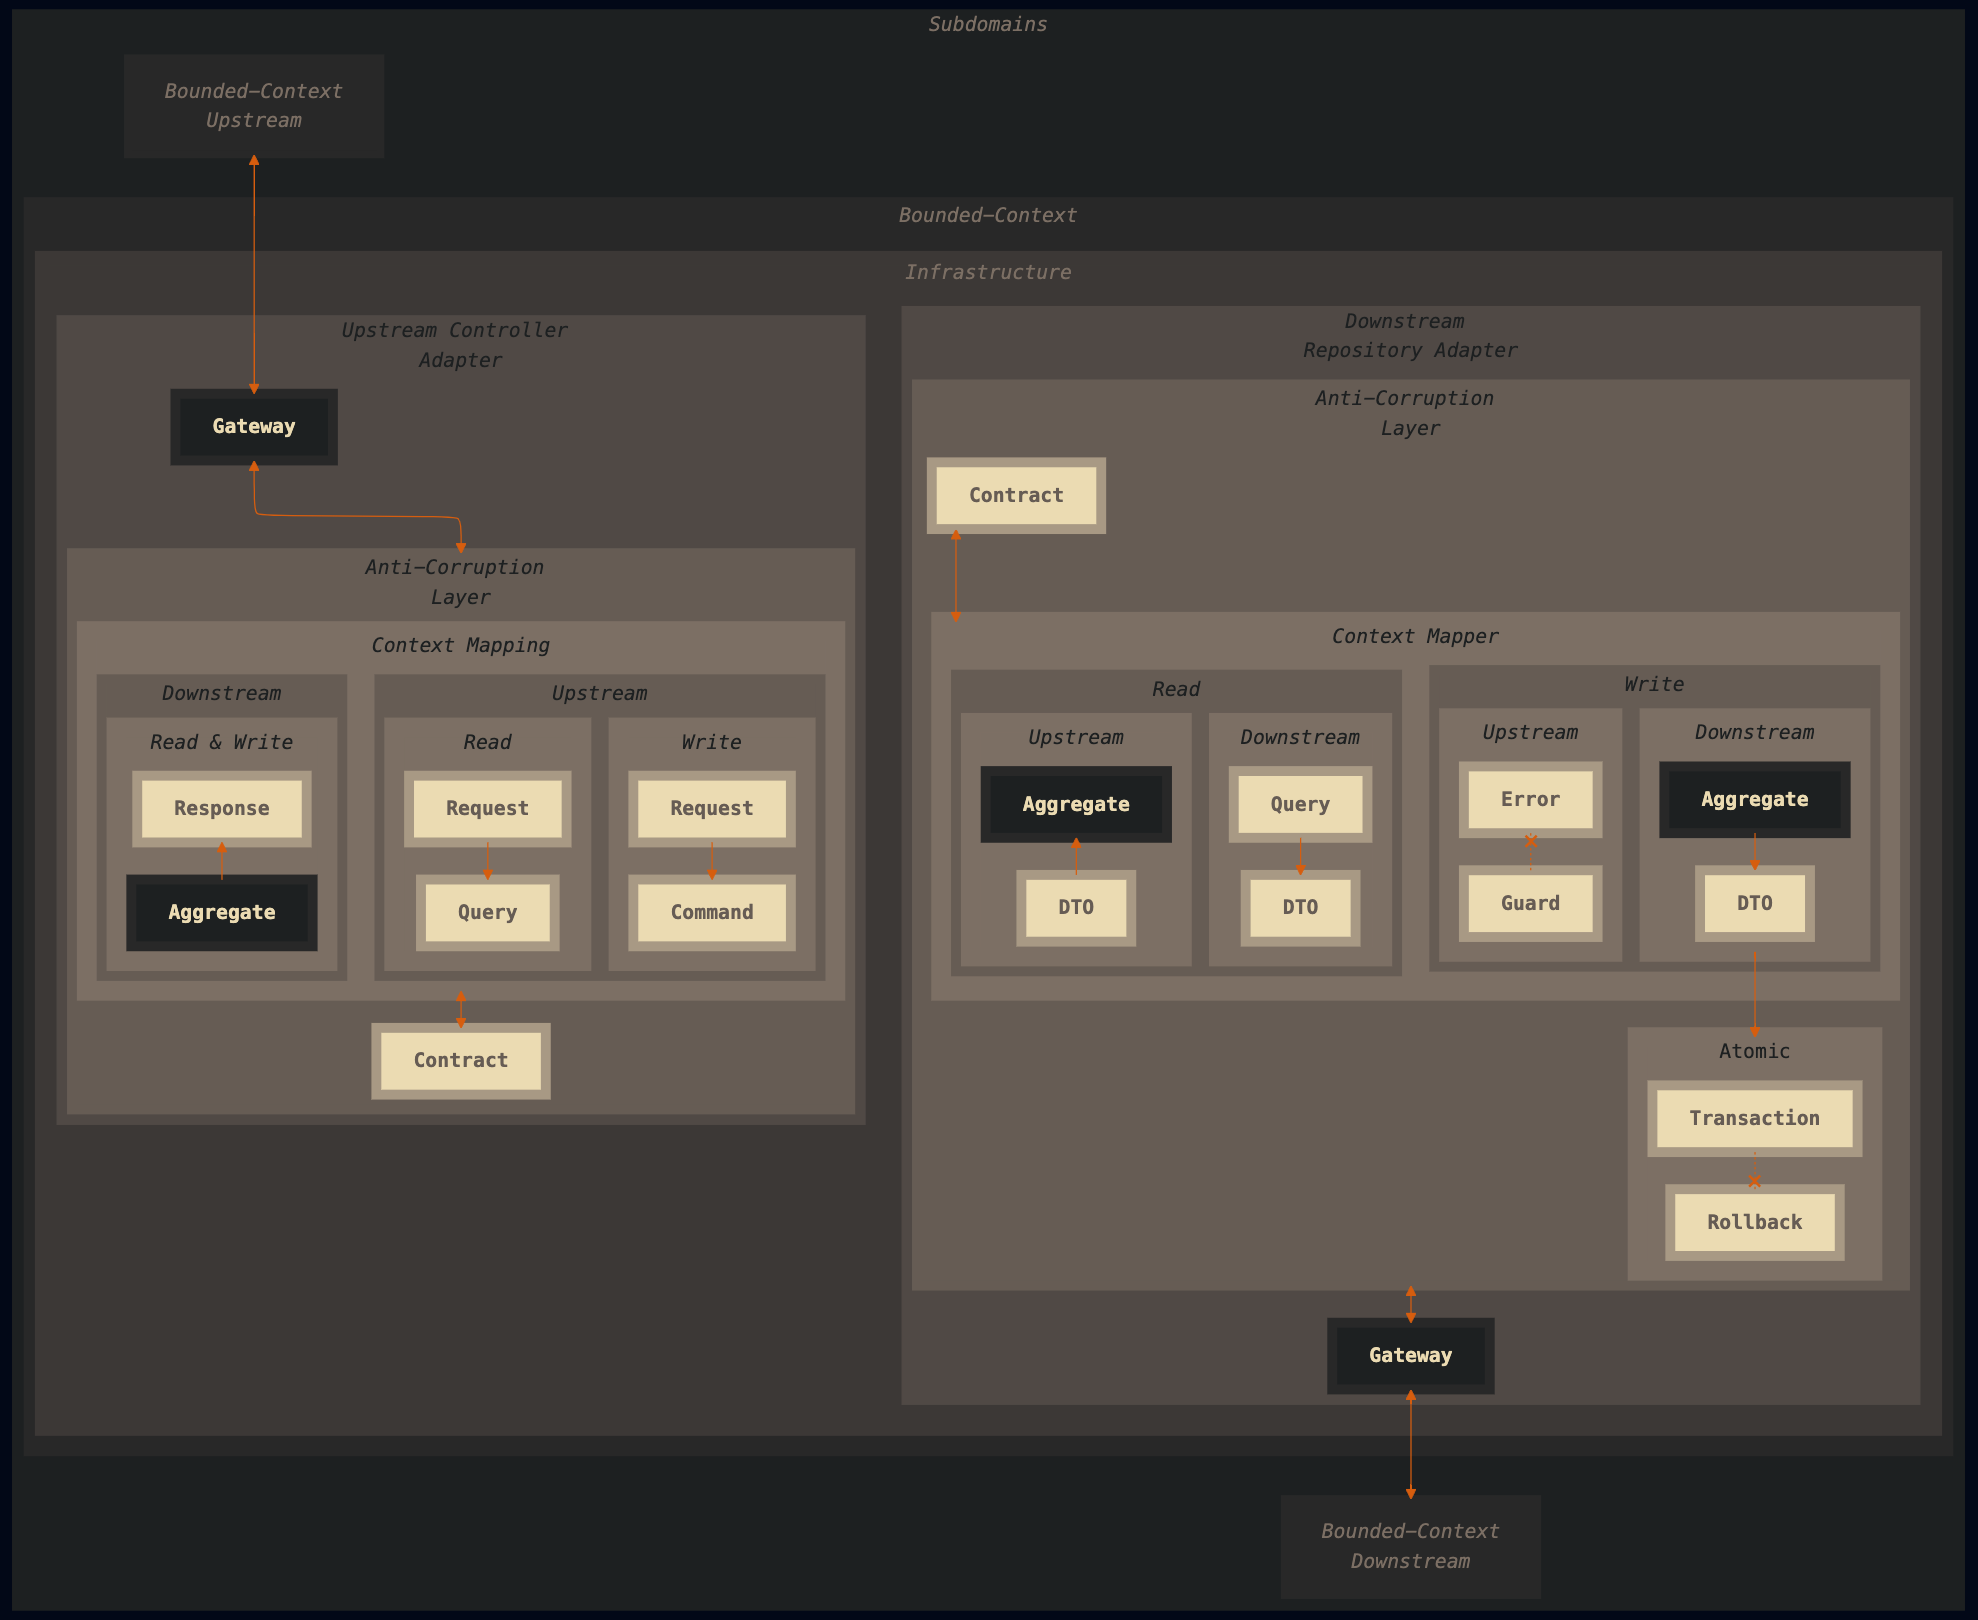 Subdomains
Bounded-Context
Upstream
Bounded-Context
Infrastructure
Upstream Controller
Adapter
Gateway
Anti-Corruption
Layer
Context Mapping
Downstream
Read & Write
Response
Aggregate
Upstream
Read
Request
Query
Write
Request
Command
Contract
Downstream
Repository Adapter
Anti-Corruption
Layer
Contract
Context Mapper
Read
Upstream
Aggregate
DTO
Downstream
Query
DTO
Write
Upstream
Error
Guard
Downstream
Aggregate
DTO
Atomic
Transaction
Rollback
Gateway
Bounded-Context
Downstream